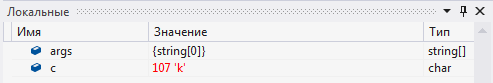 Локальные
Имя Значение Тип
args {string[0]} string[]
c 107 'k' char